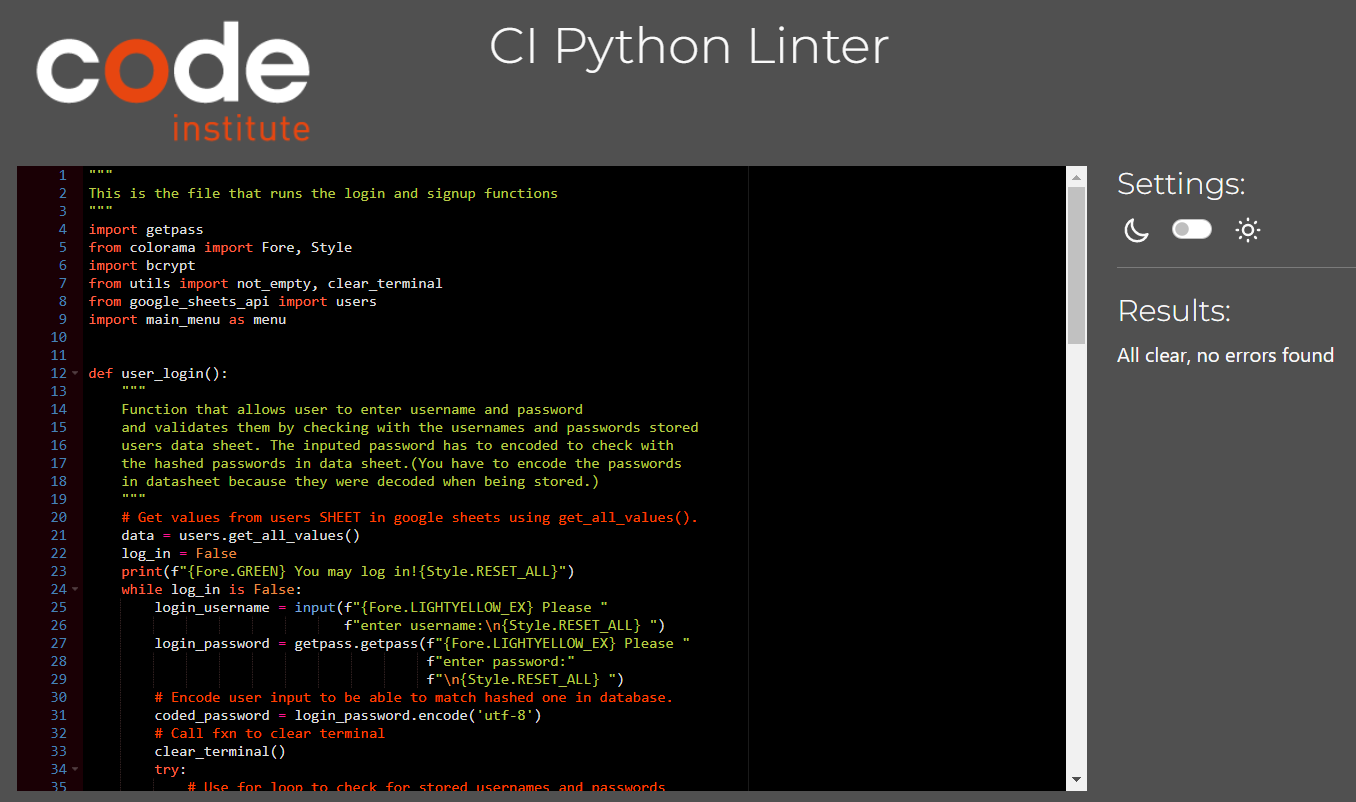 code
institute
CI Python Linter
1 """
2 This is the file that runs the login and signup functions
3 """
4 import getpass
5 from colorama import Fore, Style
6 import bcrypt
7 from utils import not_empty, clear_terminal
8 from google_sheets_api import users
9 import main_menu as menu
10
11
12 def user_login():
13     """
14     Function that allows user to enter username and password
15     and validates them by checking with the usernames and passwords stored
16     users data sheet. The inputed password has to encoded to check with
17     the hashed passwords in data sheet.(You have to encode the passwords
18     in datasheet because they were decoded when being stored.)
19     """
20     # Get values from users SHEET in google sheets using get_all_values().
21     data = users.get_all_values()
22     log_in = False
23     print(f"{Fore.GREEN} You may log in!{Style.RESET_ALL}")
24     while log_in is False:
25         login_username = input(f"{Fore.LIGHTYELLOW_EX} Please "
26                                f"enter username:\n{Style.RESET_ALL} ")
27         login_password = getpass.getpass(f"{Fore.LIGHTYELLOW_EX} Please "
28                                          f"enter password:"
29                                          f"\n{Style.RESET_ALL} ")
30         # Encode user input to be able to match hashed one in database.
31         coded_password = login_password.encode('utf-8')
32         # Call fxn to clear terminal
33         clear_terminal()
34         try:
35             # Use for loop to check for stored usernames and passwords
Settings:
Results:
All clear, no errors found